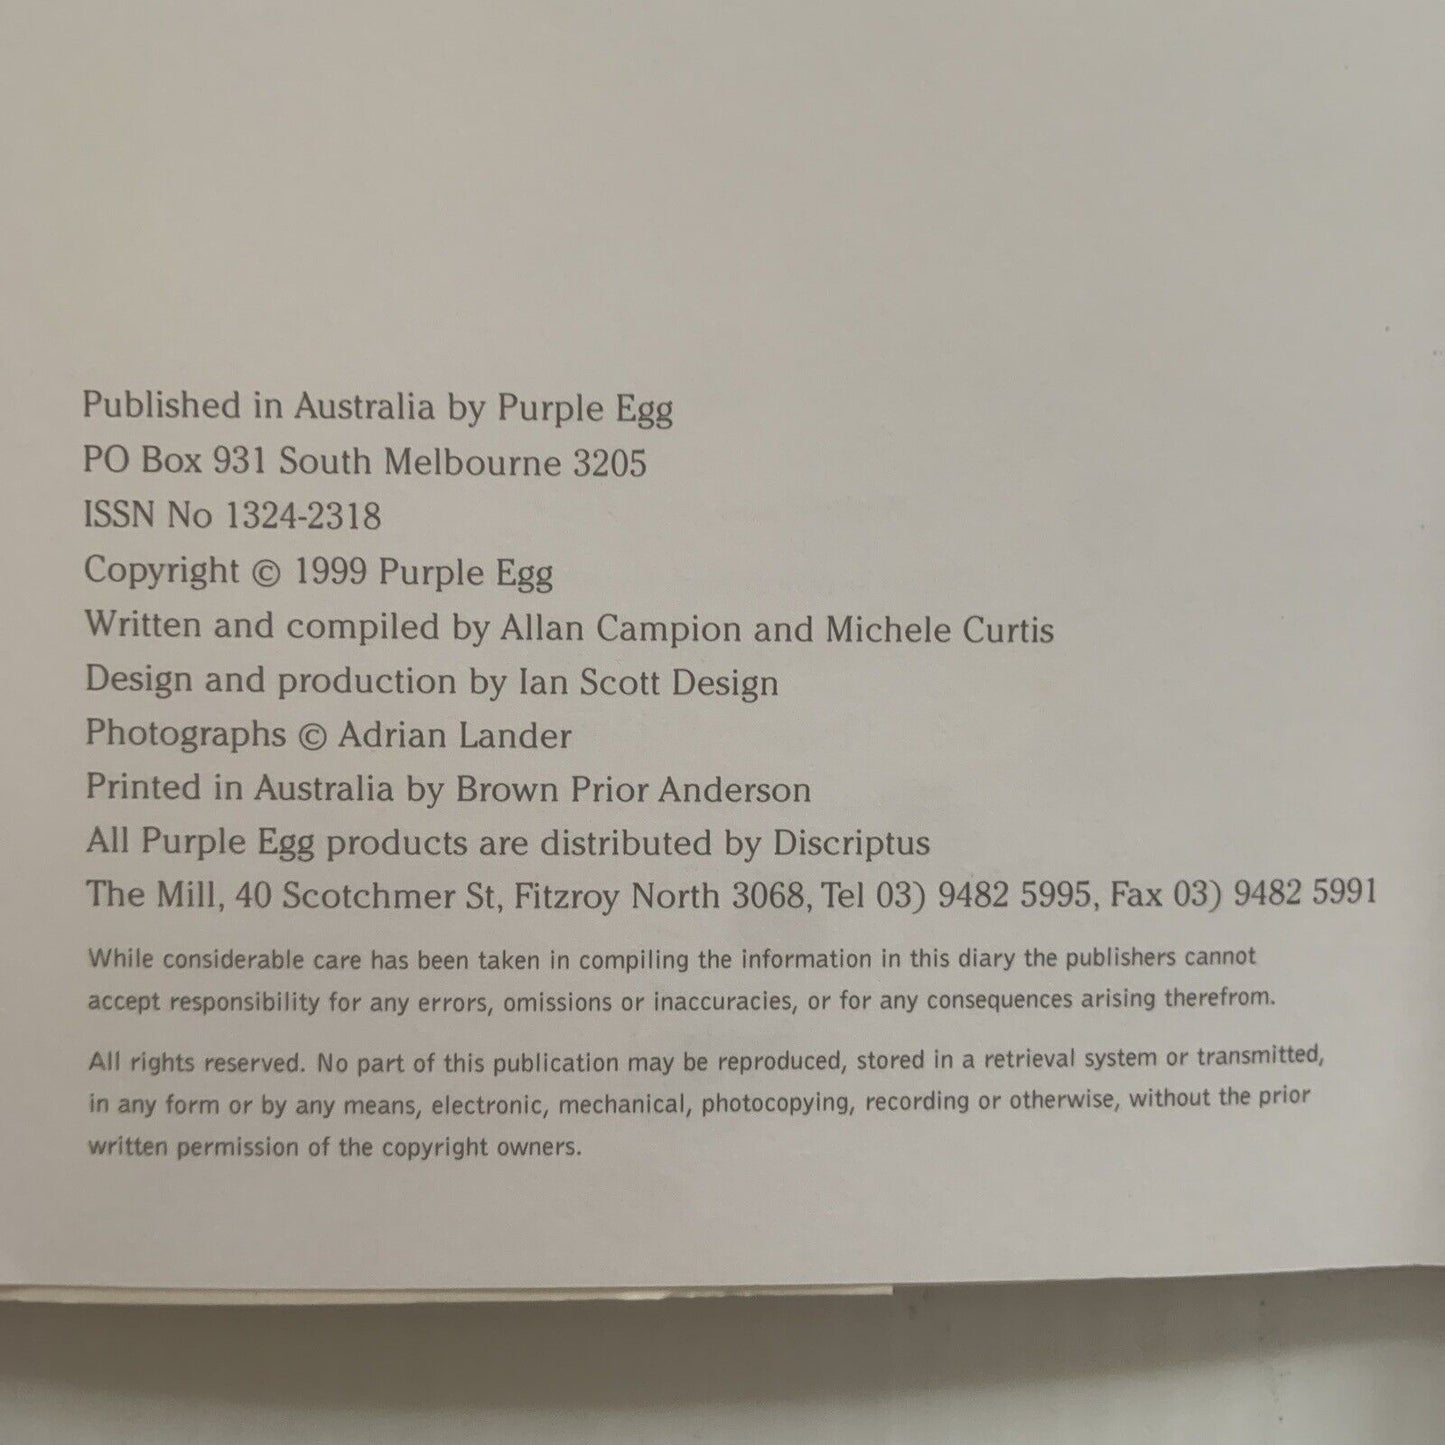 Published in Australia by Purple Egg
PO Box 931 South Melbourne 3205
ISSN No 1324-2318
Copyright © 1999 Purple Egg
Written and compiled by Allan Campion and Michele Curtis
Design and production by Ian Scott Design
Photographs © Adrian Lander
Printed in Australia by Brown Prior Anderson
All Purple Egg products are distributed by Discriptus
The Mill, 40 Scotchmer St, Fitzroy North 3068, Tel 03) 9482 5995, Fax 03) 9482 5991
While considerable care has been taken in compiling the information in this diary the publishers cannot
accept responsibility for any errors, omissions or inaccuracies, or for any consequences arising therefrom.
All rights reserved. No part of this publication may be reproduced, stored in a retrieval system or transmitted,
in any form or by any means, electronic, mechanical, photocopying, recording or otherwise, without the prior
written permission of the copyright owners.